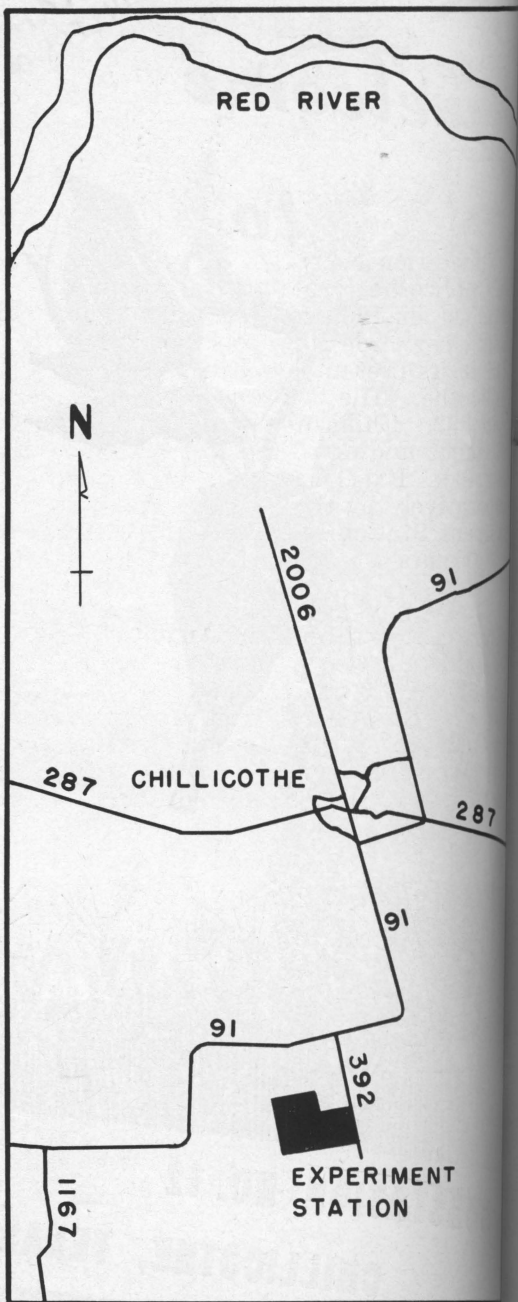 RED RIVER
N
2006
91
287
CHILLICOTHE
287
91
91
392
EXPERIMENT
STATION
1167